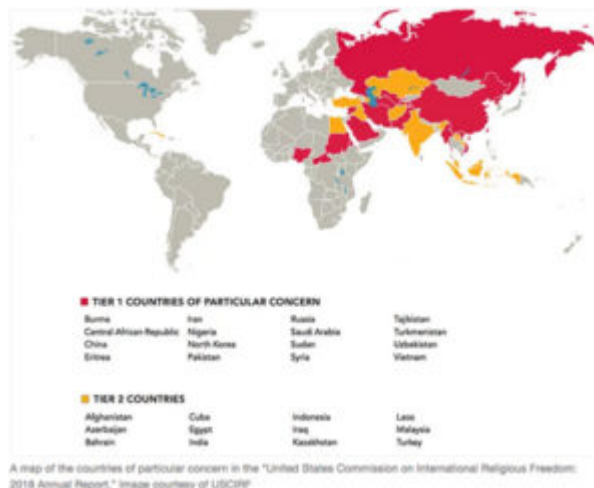 TIER 1 COUNTRIES OF PARTICULAR CONCERN
Burma Iran Russia Tajikistan
Central African Republic Nigeria Saudi Arabia Turkmenistan
China North Korea Sudan Uzbekistan
Eritrea Pakistan Syria Vietnam
TIER 2 COUNTRIES
Afghanistan Cuba Indonesia Laos
Azerbaijan Egypt Iraq Malaysia
Bahrain India Kazakhstan Turkey
A map of the countries of particular concern in the "United States Commission on International Religious Freedom:
2018 Annual Report." Image courtesy of USCIRF